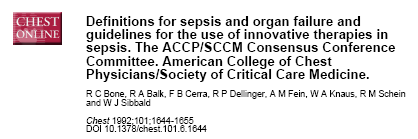 CHEST
ONLINE
Definitions for sepsis and organ failure and
guidelines for the use of innovative therapies in
sepsis. The ACCP/SCCM Consensus Conference
Committee. American College of Chest
Physicians/Society of Critical Care Medicine.
R C Bone, R A Balk, F B Cerra, R P Dellinger, A M Fein, W A Knaus, R M Schein
and W J Sibbald
Chest 1992;101;1644-1655
DOI 10.1378/chest.101.6.1644